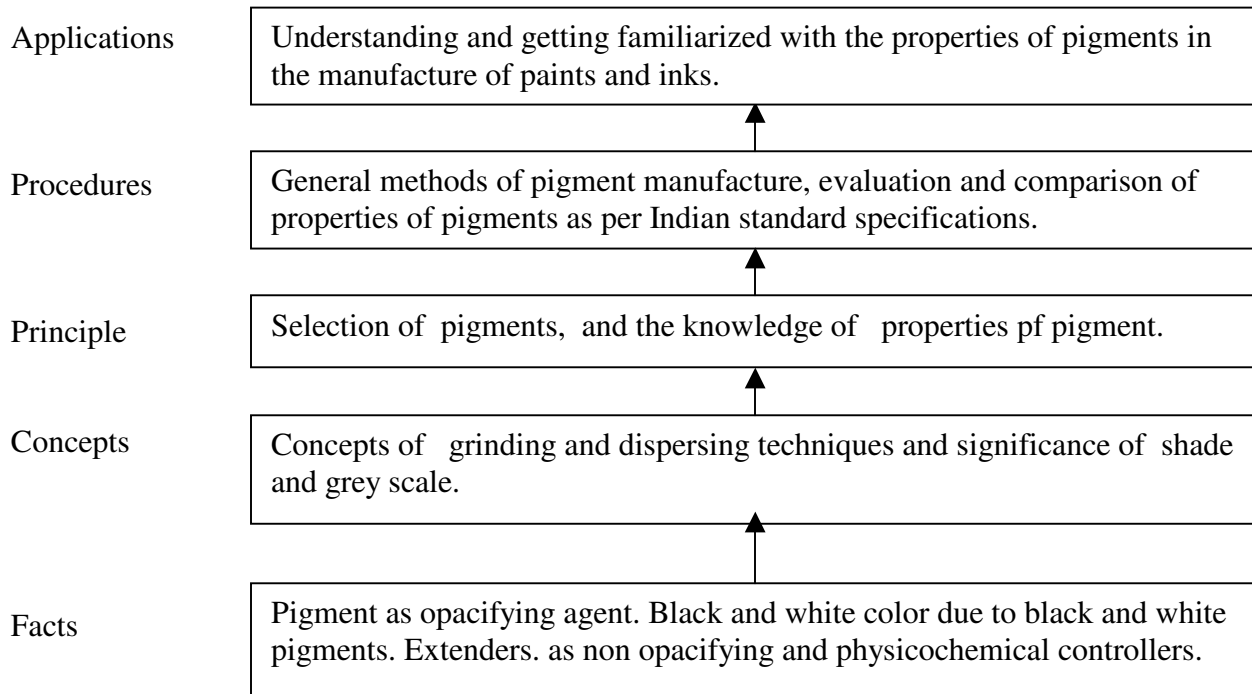 Applications
Understanding and getting familiarized with the properties of pigments in
the manufacture of paints and inks.
Procedures
General methods of pigment manufacture, evaluation and comparison of
properties of pigments as per Indian standard specifications.
Principle
Selection of pigments, and the knowledge of properties pf pigment.
Concepts
Concepts of grinding and dispersing techniques and significance of shade
and grey scale.
Facts
Pigment as opacifying agent. Black and white color due to black and white
pigments. Extenders. as non opacifying and physicochemical controllers.